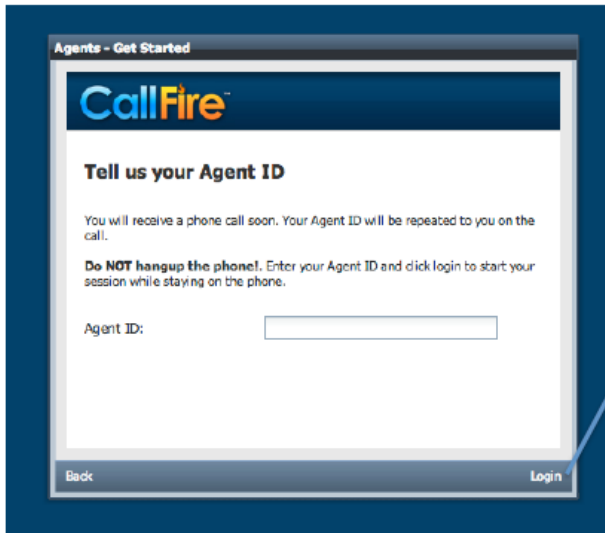 Agents - Get Started
CallFire™
Tell us your Agent ID
You will receive a phone call soon. Your Agent ID will be repeated to you on the
call.
Do NOT hangup the phone!. Enter your Agent ID and click login to start your
session while staying on the phone.
Agent ID:
Back Login